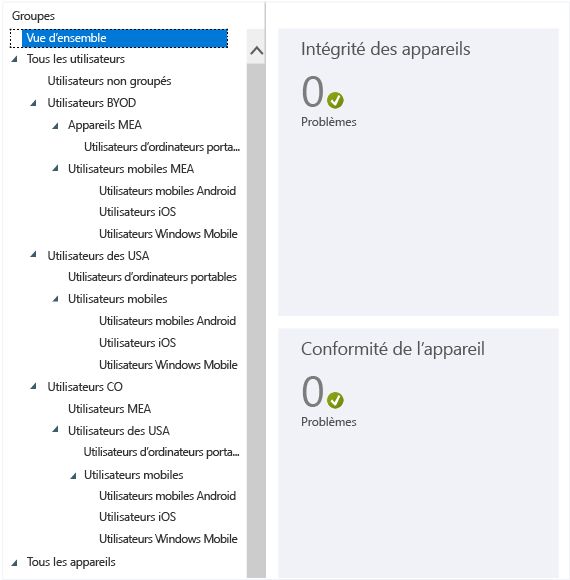 Groupes
Vue d'ensemble
Tous les utilisateurs
Utilisateurs non groupés
Utilisateurs BYOD
Appareils MEA
Utilisateurs d'ordinateurs porta...
Utilisateurs mobiles MEA
Utilisateurs mobiles Android
Utilisateurs iOS
Utilisateurs Windows Mobile
Utilisateurs des USA
Utilisateurs d'ordinateurs portables
Utilisateurs mobiles
Utilisateurs mobiles Android
Utilisateurs iOS
Utilisateurs Windows Mobile
Utilisateurs CO
Utilisateurs MEA
Utilisateurs des USA
Utilisateurs d'ordinateurs porta...
Utilisateurs mobiles
Utilisateurs mobiles Android
Utilisateurs iOS
Utilisateurs Windows Mobile
Tous les appareils
Intégrité des appareils
0
Problèmes
Conformité de l'appareil
0
Problèmes